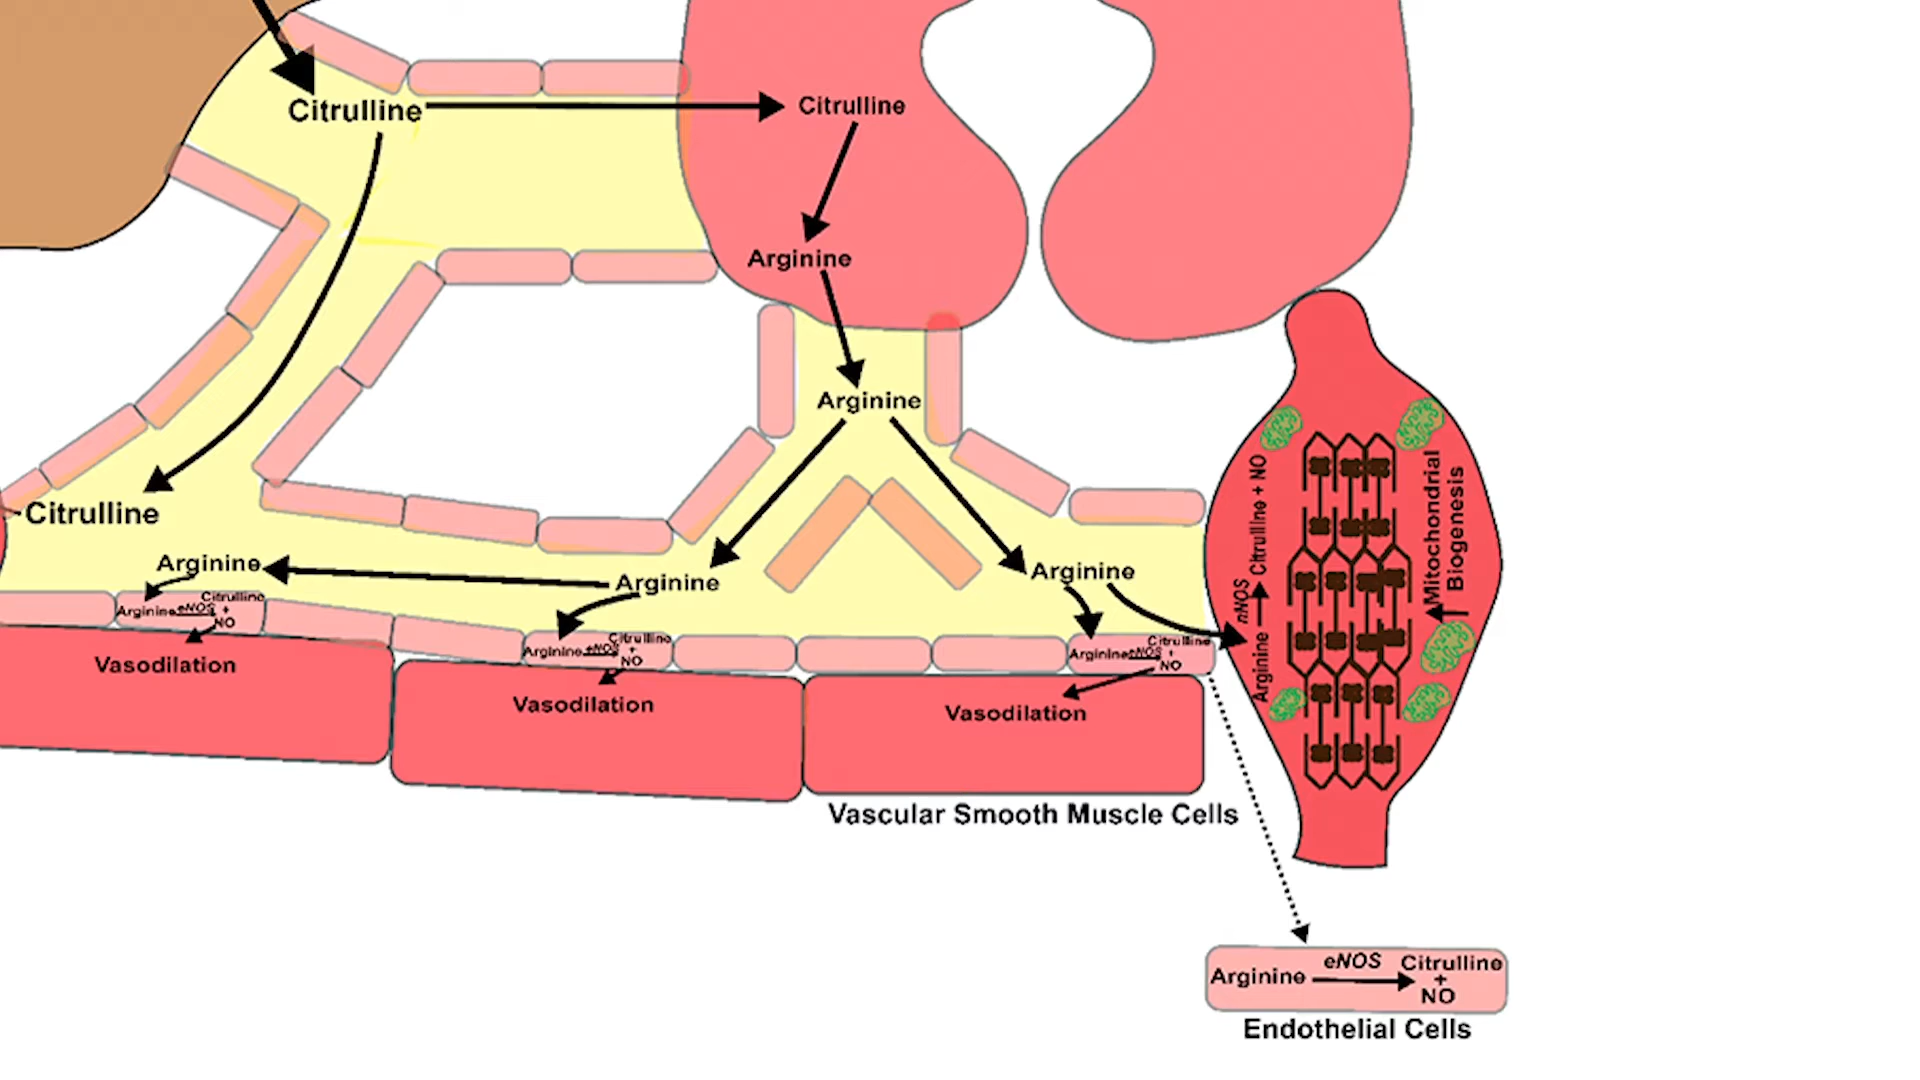 Citrulline
Citrulline
Arginine
Arginine
Citrulline
Arginine
Arginine
Arginine
Arginine eNOS Citrulline
+
NO
Vasodilation
Arginine eNOS Citrulline
+
NO
Vasodilation
Arginine eNOS Citrulline
+
NO
Vasodilation
Vascular Smooth Muscle Cells
Arginine nNOS Citrulline + NO
Mitochondrial
Biogenesis
Arginine eNOS Citrulline
+
NO
Endothelial Cells